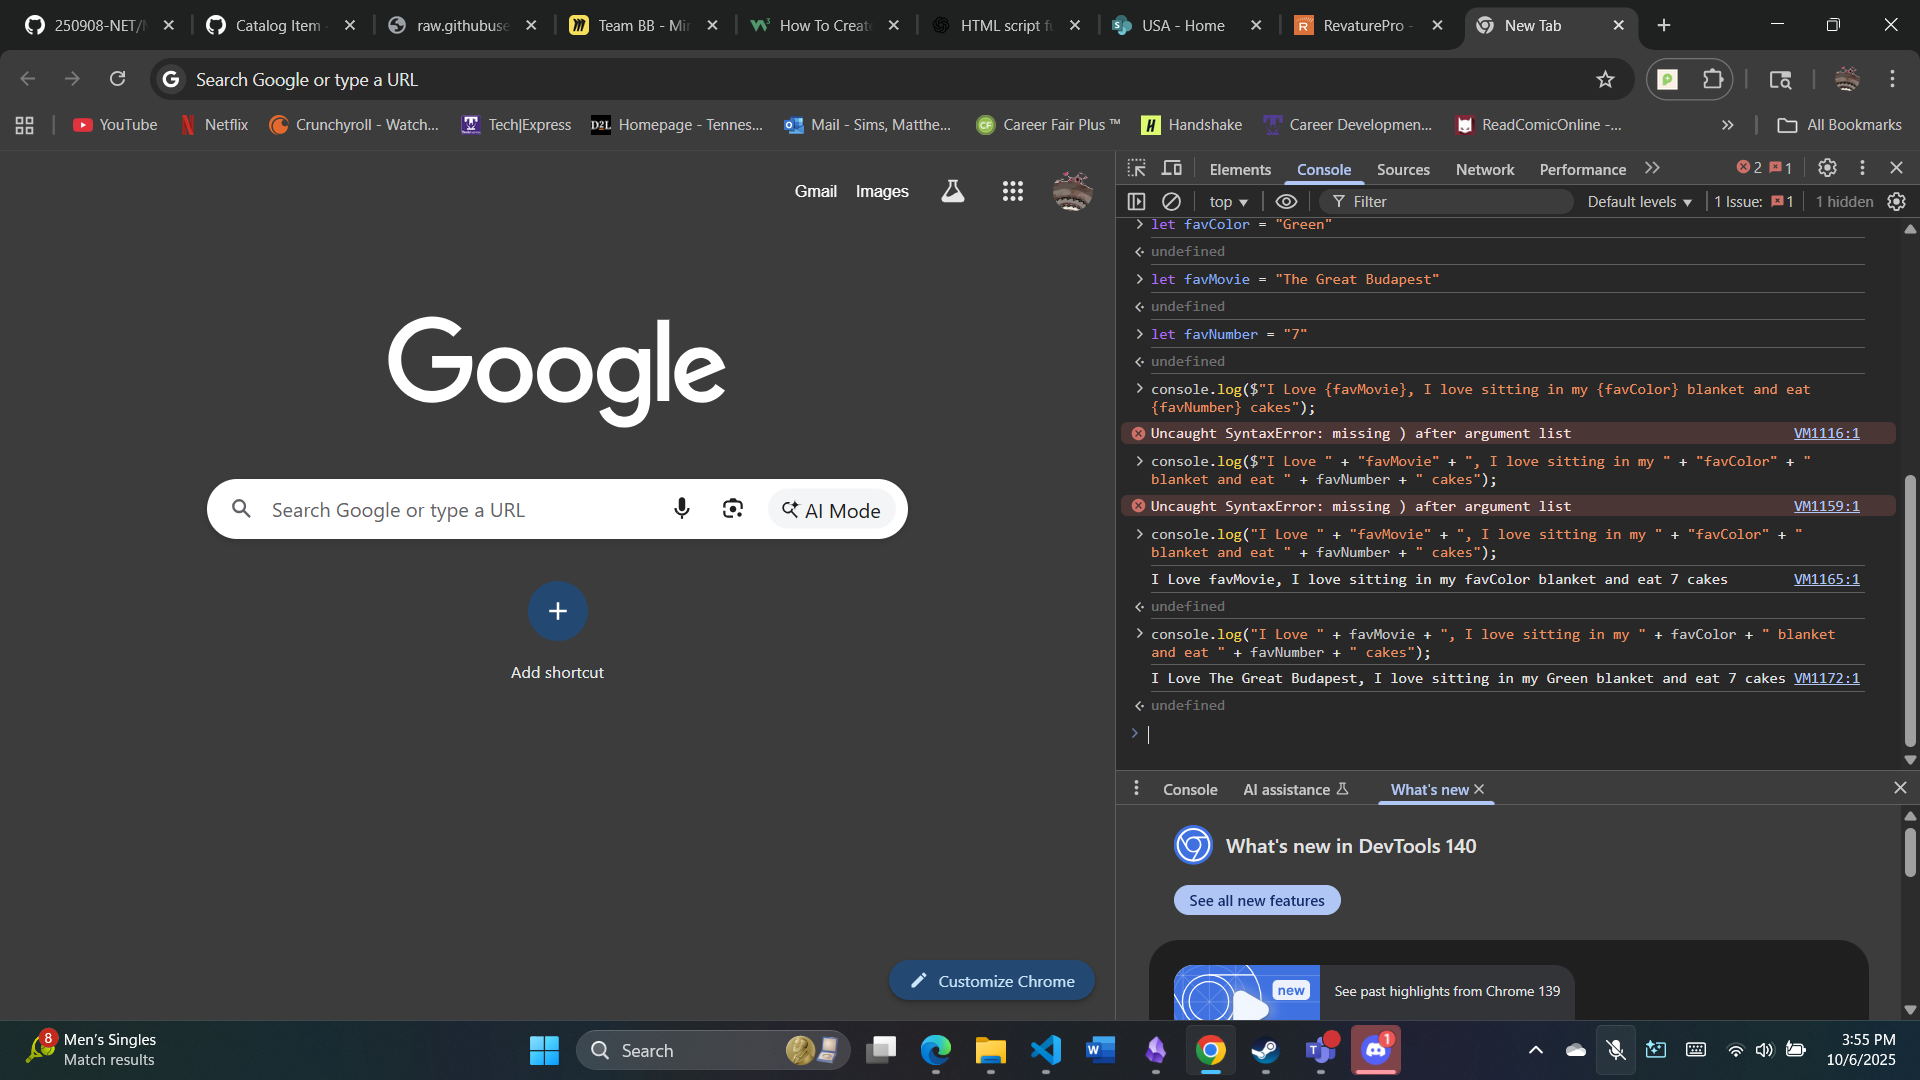 250908-NET/
Catalog Item
raw.githubuse
Team BB - Mir
How To Create
HTML script f
USA - Home
RevaturePro -
New Tab
Search Google or type a URL
YouTube
Netflix
Crunchyroll - Watch...
Tech|Express
D2L
Homepage - Tennes...
Mail - Sims, Matthe...
Career Fair Plus ™
Handshake
Career Developmen...
ReadComicOnline -...
All Bookmarks
Gmail
Images
Google
Search Google or type a URL
AI Mode
Add shortcut
Customize Chrome
Elements
Console
Sources
Network
Performance
2
1
top
Filter
Default levels
1 Issue:
1
1 hidden
let favColor = "Green"
undefined
let favMovie = "The Great Budapest"
undefined
let favNumber = "7"
undefined
console.log($"I Love {favMovie}, I love sitting in my {favColor} blanket and eat
{favNumber} cakes");
Uncaught SyntaxError: missing ) after argument list
VM1116:1
console.log($"I Love " + "favMovie" + ", I love sitting in my " + "favColor" + "
blanket and eat " + favNumber + " cakes");
Uncaught SyntaxError: missing ) after argument list
VM1159:1
console.log("I Love " + "favMovie" + ", I love sitting in my " + "favColor" + "
blanket and eat " + favNumber + " cakes");
I Love favMovie, I love sitting in my favColor blanket and eat 7 cakes
VM1165:1
undefined
console.log("I Love " + favMovie + ", I love sitting in my " + favColor + " blanket
and eat " + favNumber + " cakes");
I Love The Great Budapest, I love sitting in my Green blanket and eat 7 cakes
VM1172:1
undefined
Console
AI assistance
What's new
What's new in DevTools 140
See all new features
new
See past highlights from Chrome 139
8
Men's Singles
Match results
Search
1
3:55 PM
10/6/2025